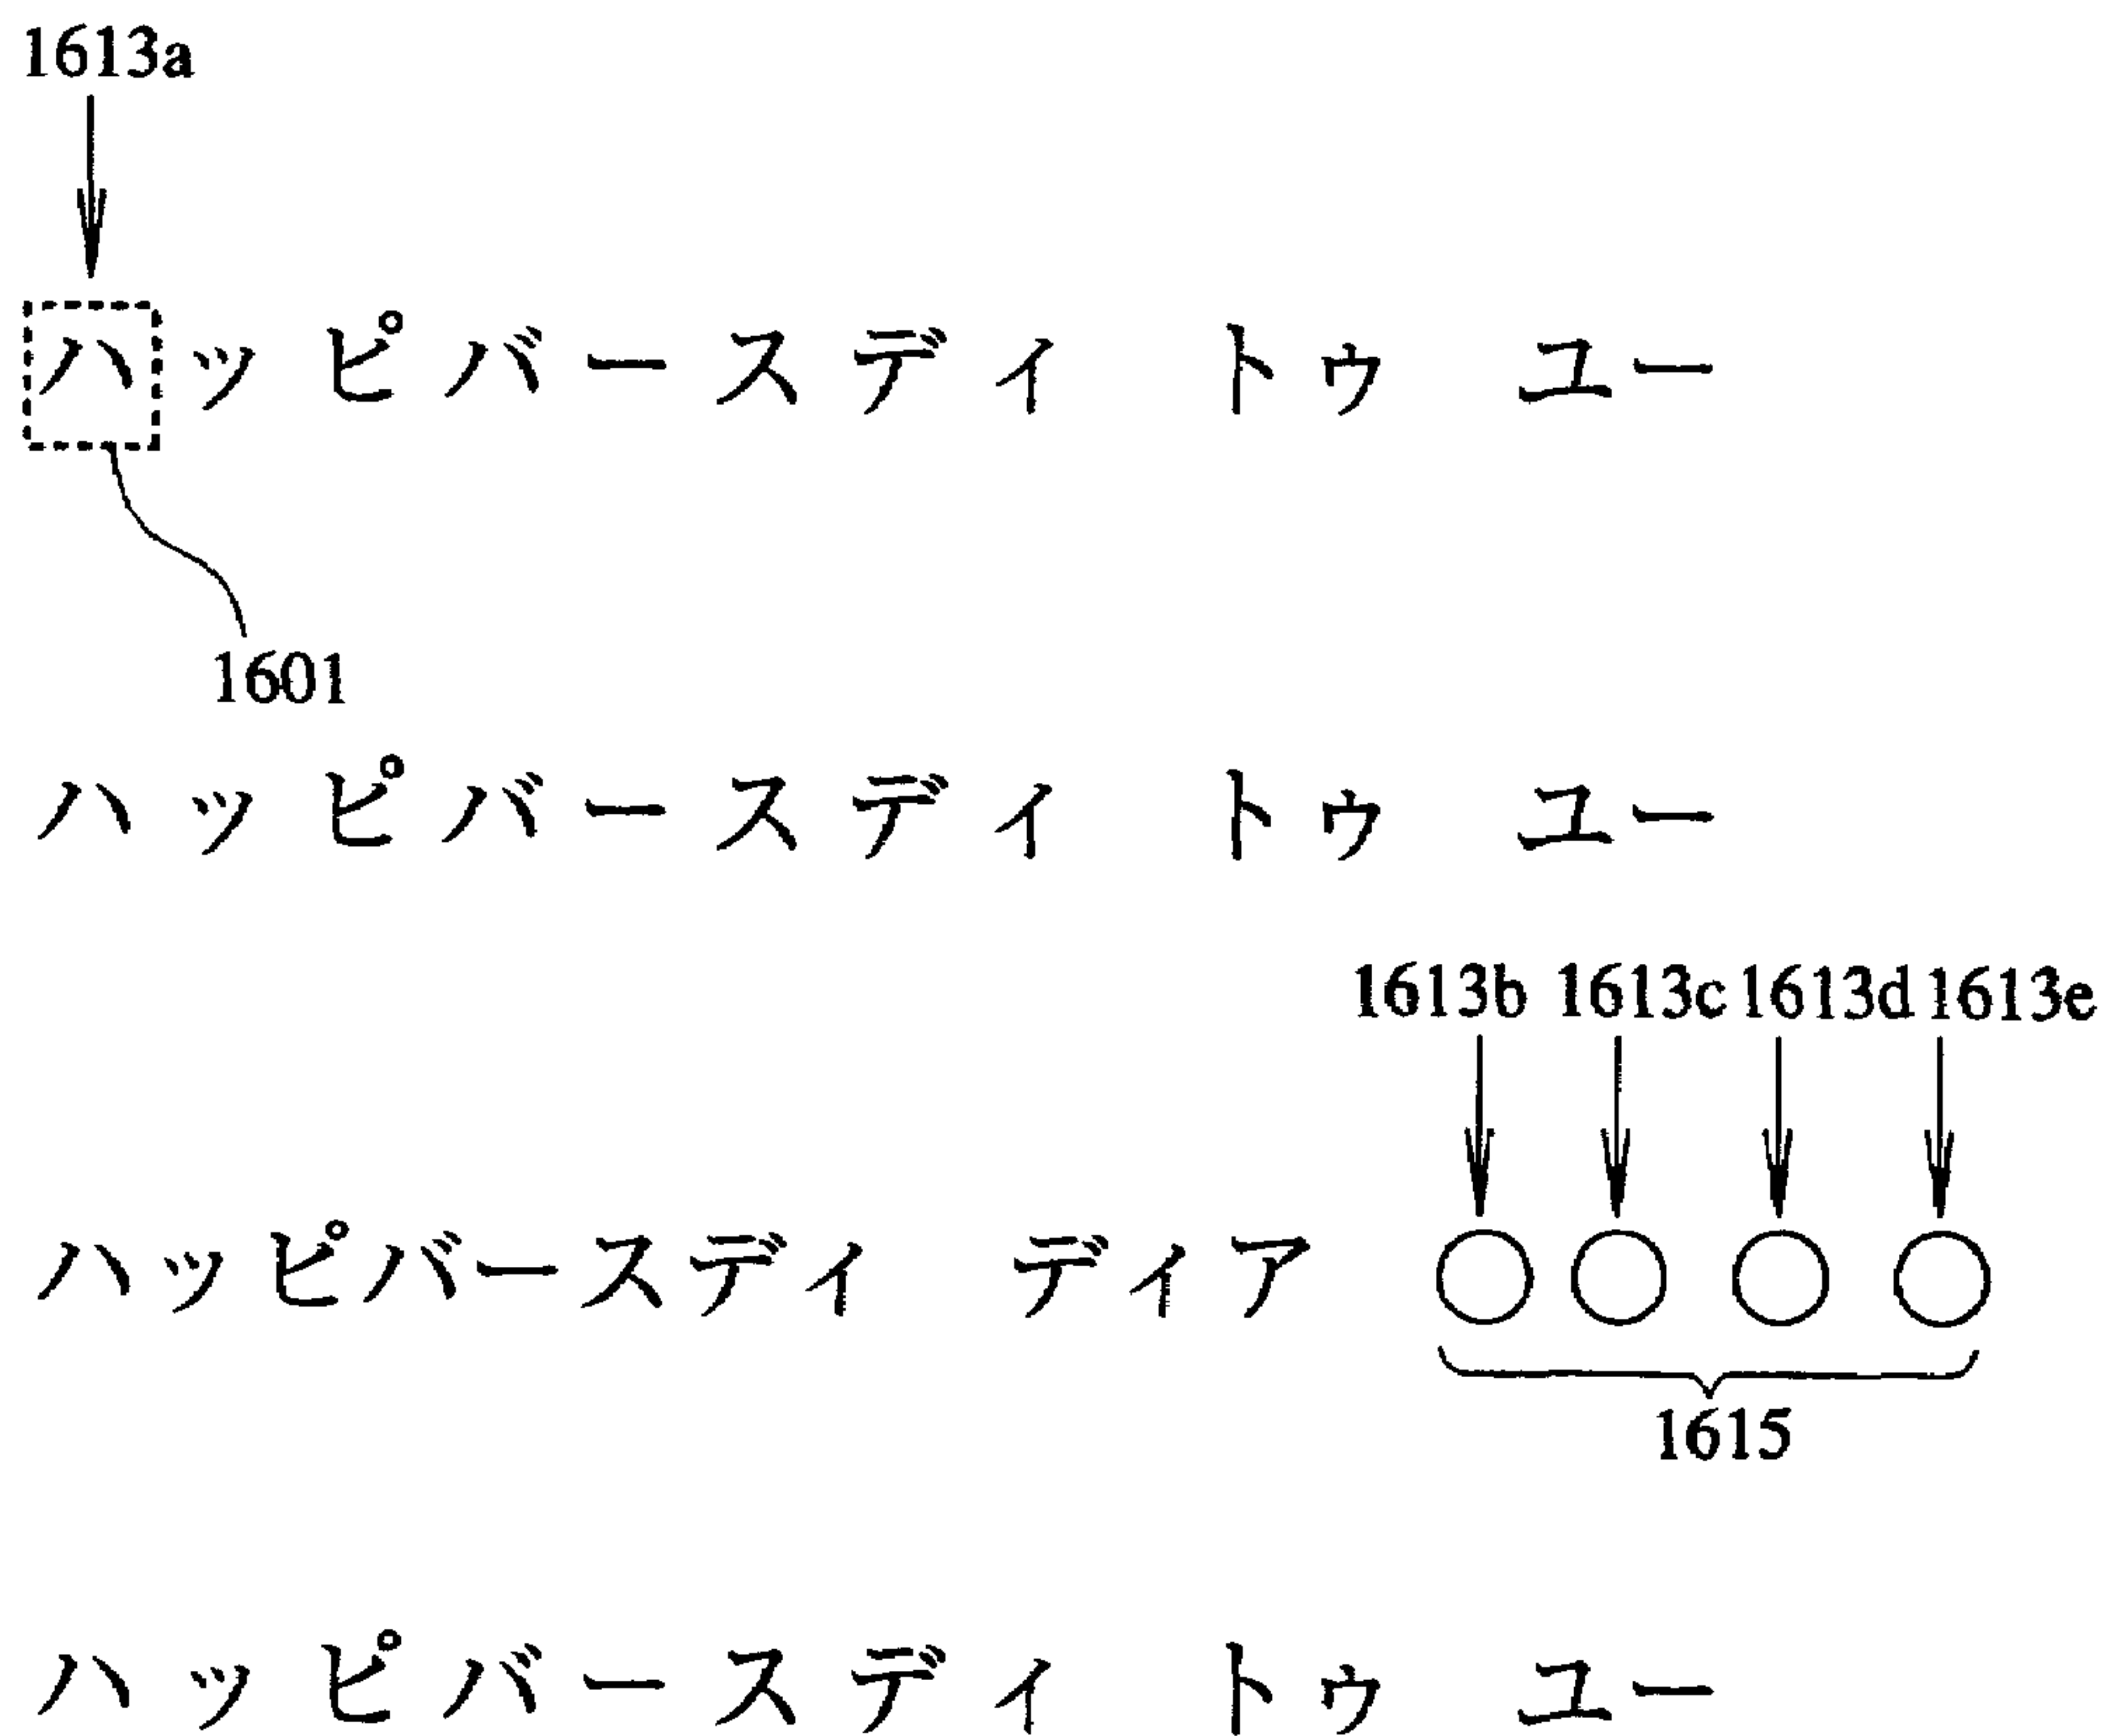 1613a
ハッピバースディ トゥ ユー
1601
ハッピバースディ トゥ ユー
1613b 1613c 1613d 1613e
ハッピバースディ ディア ○○○○
1615
ハッピバースディ トゥ ユー